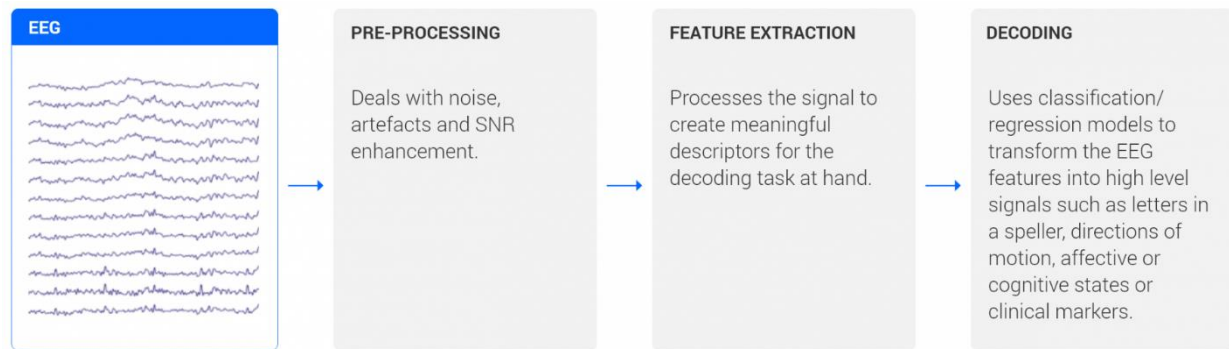 EEG
PRE-PROCESSING
Deals with noise,
artefacts and SNR
enhancement.
FEATURE EXTRACTION
Processes the signal to
create meaningful
descriptors for the
decoding task at hand.
DECODING
Uses classification/
regression models to
transform the EEG
features into high level
signals such as letters in
a speller, directions of
motion, affective or
cognitive states or
clinical markers.